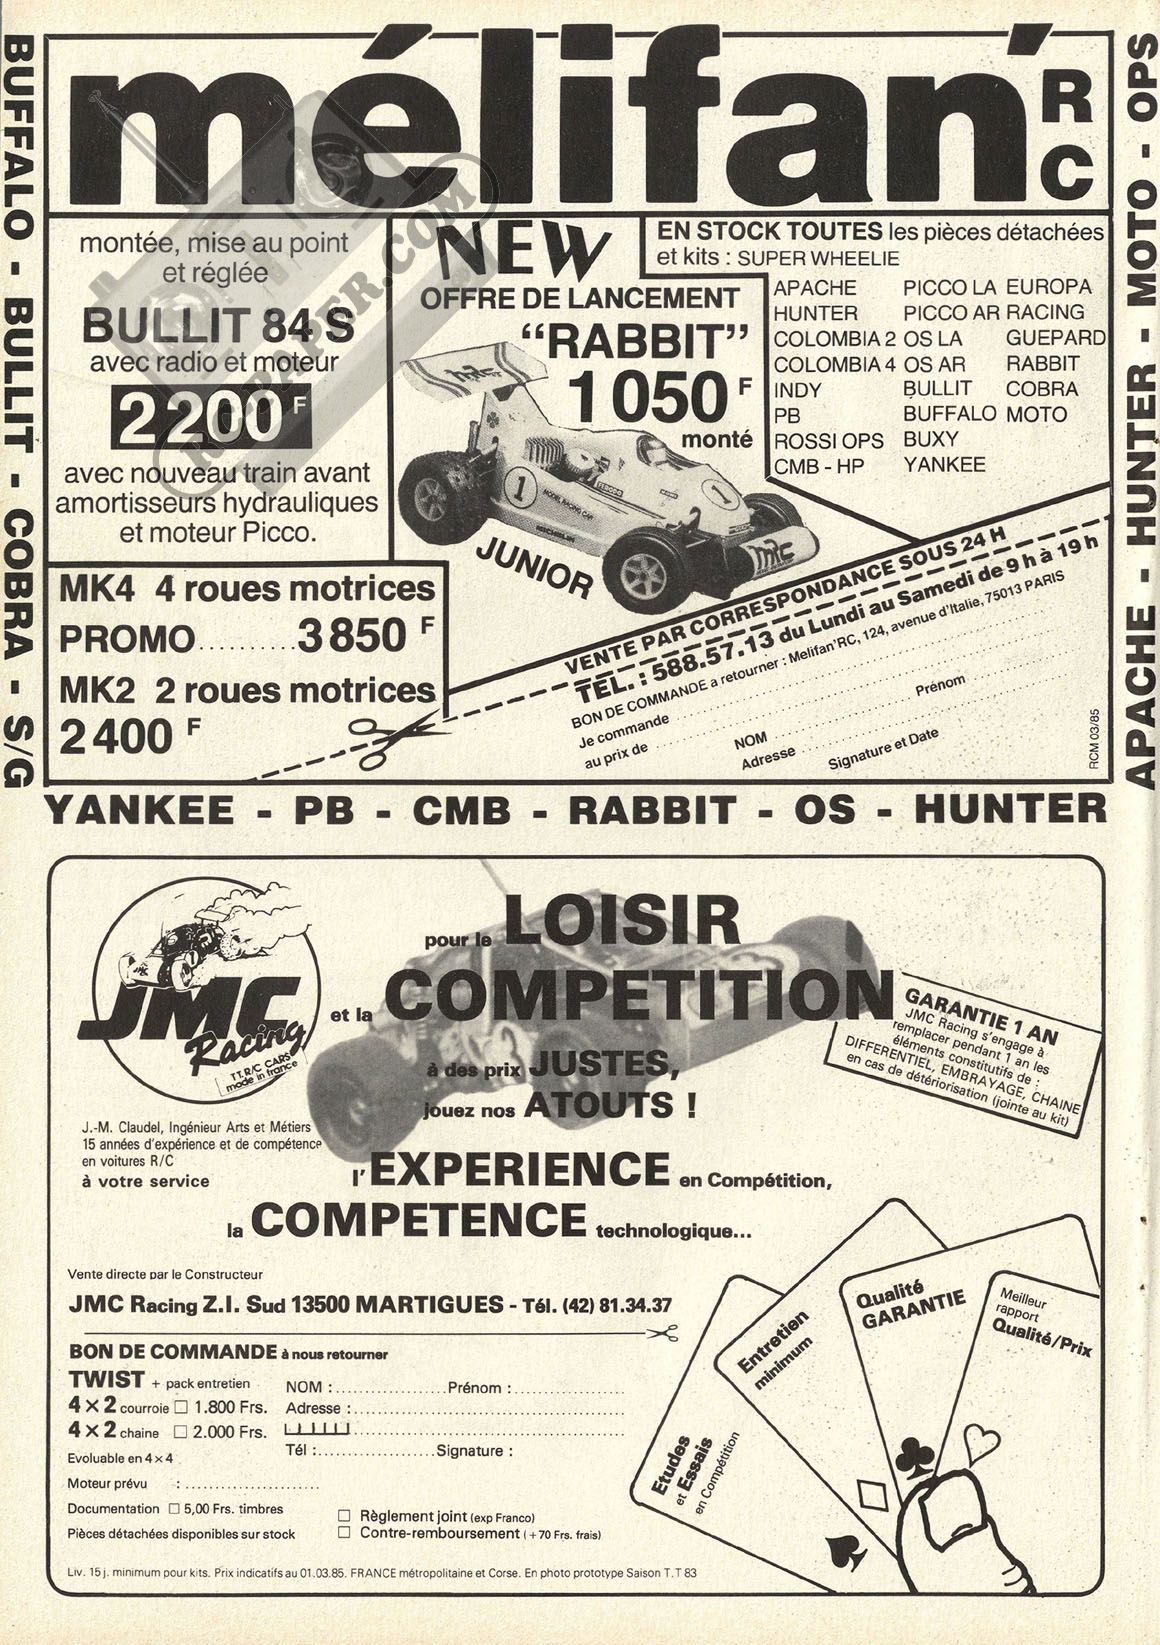 mélifan' RC
BUFFALO - BULLIT - COBRA - S/G
APACHE - HUNTER - MOTO - OPS
montée, mise au point
et réglée
BULLIT 84 S
avec radio et moteur
2200 F
avec nouveau train avant
amortisseurs hydrauliques
et moteur Picco.
NEW
OFFRE DE LANCEMENT
"RABBIT"
1050 F
monté
mrc
1
MODEL RACING CAR
1
mrc
JUNIOR
EN STOCK TOUTES les pièces détachées
et kits : SUPER WHEELIE
APACHE PICCO LA EUROPA
HUNTER PICCO AR RACING
COLOMBIA 2 OS LA GUEPARD
COLOMBIA 4 OS AR RABBIT
INDY BULLIT COBRA
PB BUFFALO MOTO
ROSSI OPS BUXY
CMB - HP YANKEE
MK4 4 roues motrices
PROMO.......... 3850 F
MK2 2 roues motrices
2400 F
VENTE PAR CORRESPONDANCE SOUS 24 H
TEL. : 588.57.13 du Lundi au Samedi de 9 h à 19 h
BON DE COMMANDE a retourner : Melifan'RC, 124, avenue d'Italie, 75013 PARIS
Je commande
au prix de
NOM Prénom
Adresse Signature et Date
RCM 03/85
YANKEE - PB - CMB - RABBIT - OS - HUNTER
JMC
Racing
T.T.R/C CARS
made in france
pour le LOISIR
et la COMPETITION
à des prix JUSTES,
jouez nos ATOUTS !
GARANTIE 1 AN
JMC Racing s'engage à
remplacer pendant 1 an les
éléments constitutifs de :
DIFFERENTIEL, EMBRAYAGE, CHAINE
en cas de détériorisation (jointe au kit)
J.-M. Claudel, Ingénieur Arts et Métiers
15 années d'expérience et de compétence
en voitures R/C
à votre service
l'EXPERIENCE en Compétition,
la COMPETENCE technologique...
Vente directe par le Constructeur
JMC Racing Z.I. Sud 13500 MARTIGUES - Tél. (42) 81.34.37
BON DE COMMANDE à nous retourner
TWIST + pack entretien
4 × 2 courroie □ 1.800 Frs.
4 × 2 chaine □ 2.000 Frs.
Evoluable en 4 × 4
Moteur prévu :
Documentation □ 5,00 Frs. timbres
Pièces détachées disponibles sur stock
NOM : Prénom :
Adresse :
Tél : Signature :
□ Règlement joint (exp Franco)
□ Contre-remboursement (+ 70 Frs. frais)
Liv. 15 j. minimum pour kits. Prix indicatifs au 01.03.85. FRANCE métropolitaine et Corse. En photo prototype Saison T.T 83
Etudes
et Essais
en Compétition
Entretien
minimum
Qualité
GARANTIE
Meilleur
rapport
Qualité/Prix